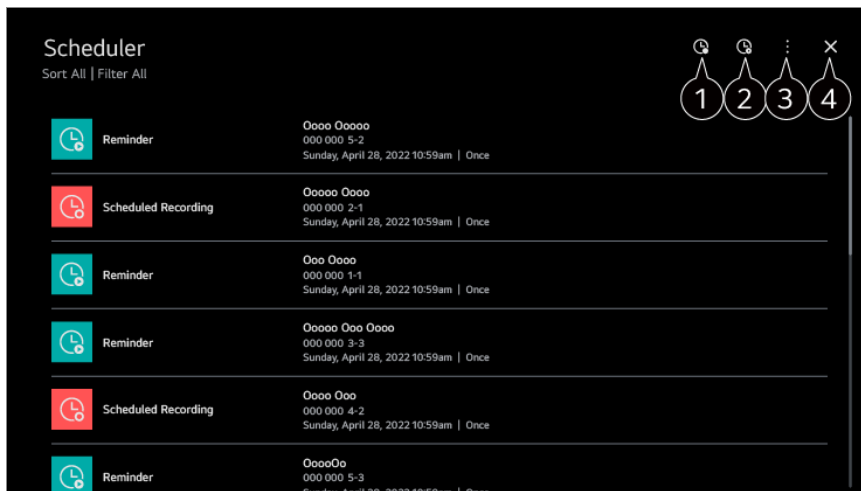 Scheduler
Sort All | Filter All
1 2 3 4
Reminder
Oooo Ooooo
000 000 5-2
Sunday, April 28, 2022 10:59am | Once
Scheduled Recording
Ooooo Oooo
000 000 2-1
Sunday, April 28, 2022 10:59am | Once
Reminder
Ooo Oooo
000 000 1-1
Sunday, April 28, 2022 10:59am | Once
Reminder
Ooooo Ooo Oooo
000 000 3-3
Sunday, April 28, 2022 10:59am | Once
Scheduled Recording
Oooo Ooo
000 000 4-2
Sunday, April 28, 2022 10:59am | Once
Reminder
OoooOo
000 000 5-3